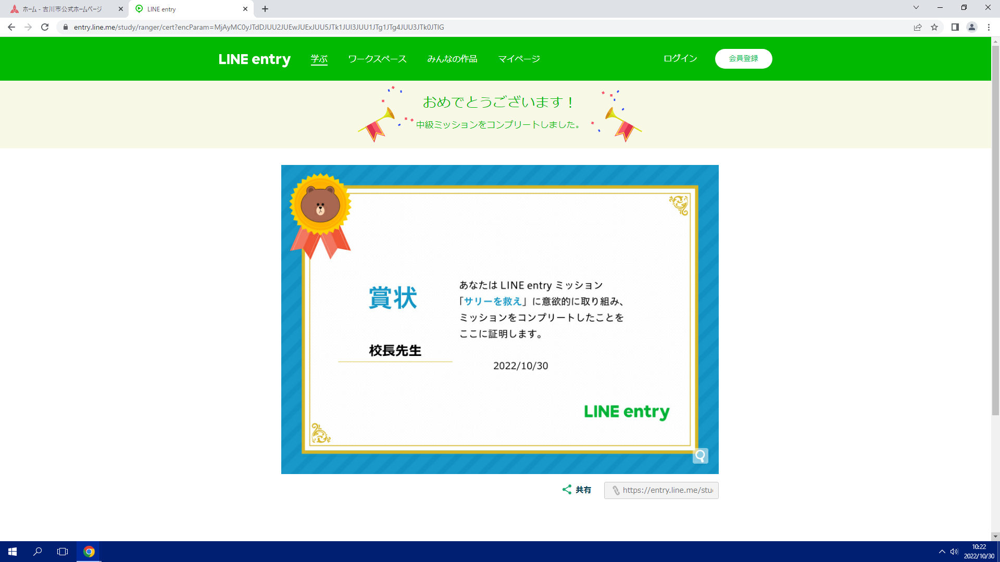 ホーム - 吉川市公式ホームページ
LINE entry
entry.line.me/study/ranger/cert?encParam=MjAyMC0yJTdDJUU2JUEwJUExJUU5JTk1JUI3JUU1JTg1JTg4JUU3JTk0JTlG
LINE entry 学ぶ ワークスペース みんなの作品 マイページ ログイン 会員登録
おめでとうございます！
中級ミッションをコンプリートしました。
賞状
校長先生
あなたは LINE entry ミッション
「サリーを救え」に意欲的に取り組み、
ミッションをコンプリートしたことを
ここに証明します。
2022/10/30
LINE entry
共有
https://entry.line.me/stu
10:22
2022/10/30